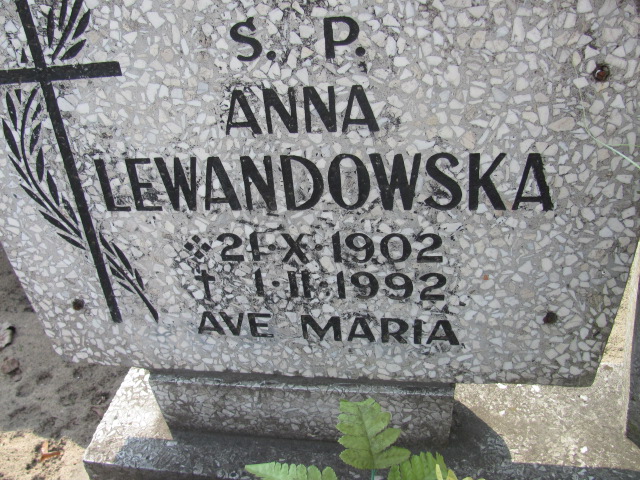 S. P.
ANNA
LEWANDOWSKA
* 21·X·1902
† 1·II·1992
AVE MARIA